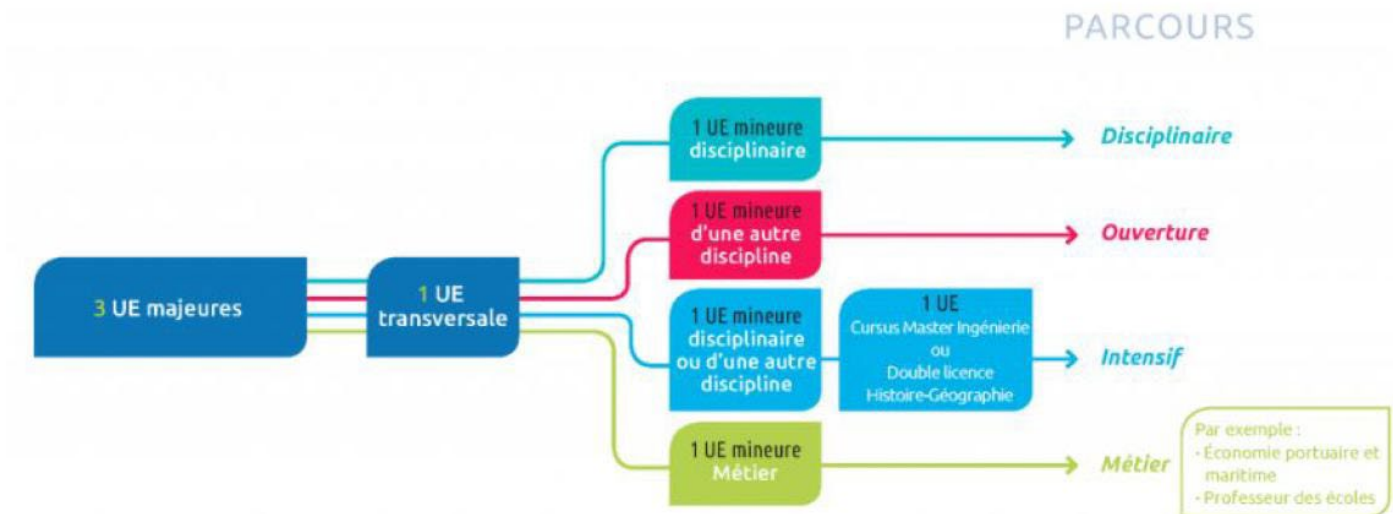 PARCOURS
3 UE majeures
1 UE
transversale
1 UE mineure
disciplinaire
Disciplinaire
1 UE mineure
d'une autre
discipline
Ouverture
1 UE mineure
disciplinaire
ou d'une autre
discipline
1 UE
Cursus Master Ingénierie
ou
Double licence
Histoire-Géographie
Intensif
1 UE mineure
Métier
Métier
Par exemple :
- Économie portuaire et
maritime
- Professeur des écoles